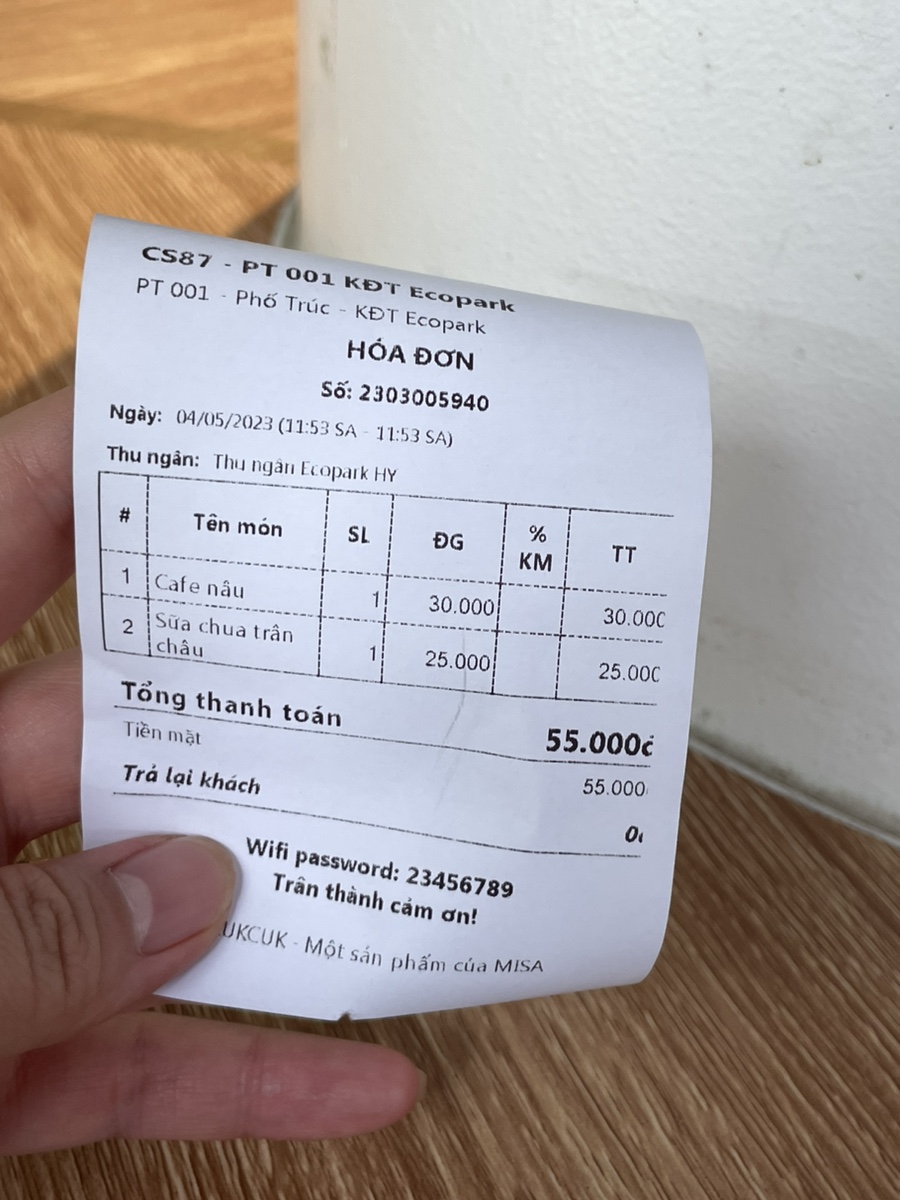 CS87 - PT 001 KĐT Ecopark
PT 001 - Phố Trúc - KĐT Ecopark
HÓA ĐƠN
Số: 2303005940
Ngày: 04/05/2023 (11:53 SA - 11:53 SA)
Thu ngân: Thu ngân Ecopark HY
# Tên món SL ĐG % KM TT
1 Cafe nâu 1 30.000 30.000
2 Sữa chua trân châu 1 25.000 25.000
Tổng thanh toán 55.000đ
Tiền mặt 55.000
Trả lại khách 0
Wifi password: 23456789
Trân thành cảm ơn!
UKCUK - Một sản phẩm của MISA